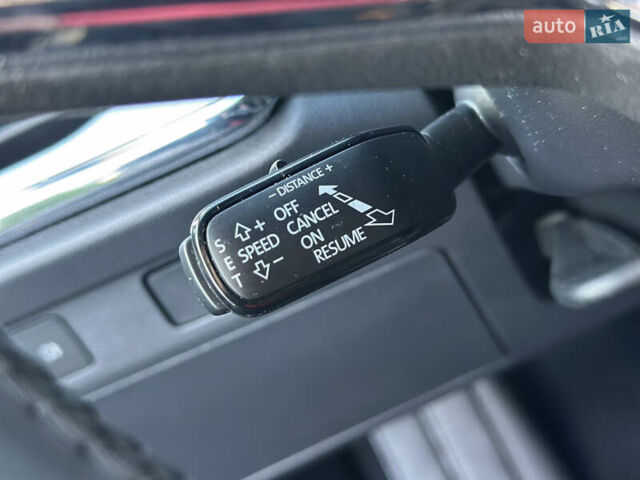 auto RIA
− DISTANCE +
OFF
CANCEL
ON
RESUME
+
SPEED
−
SET